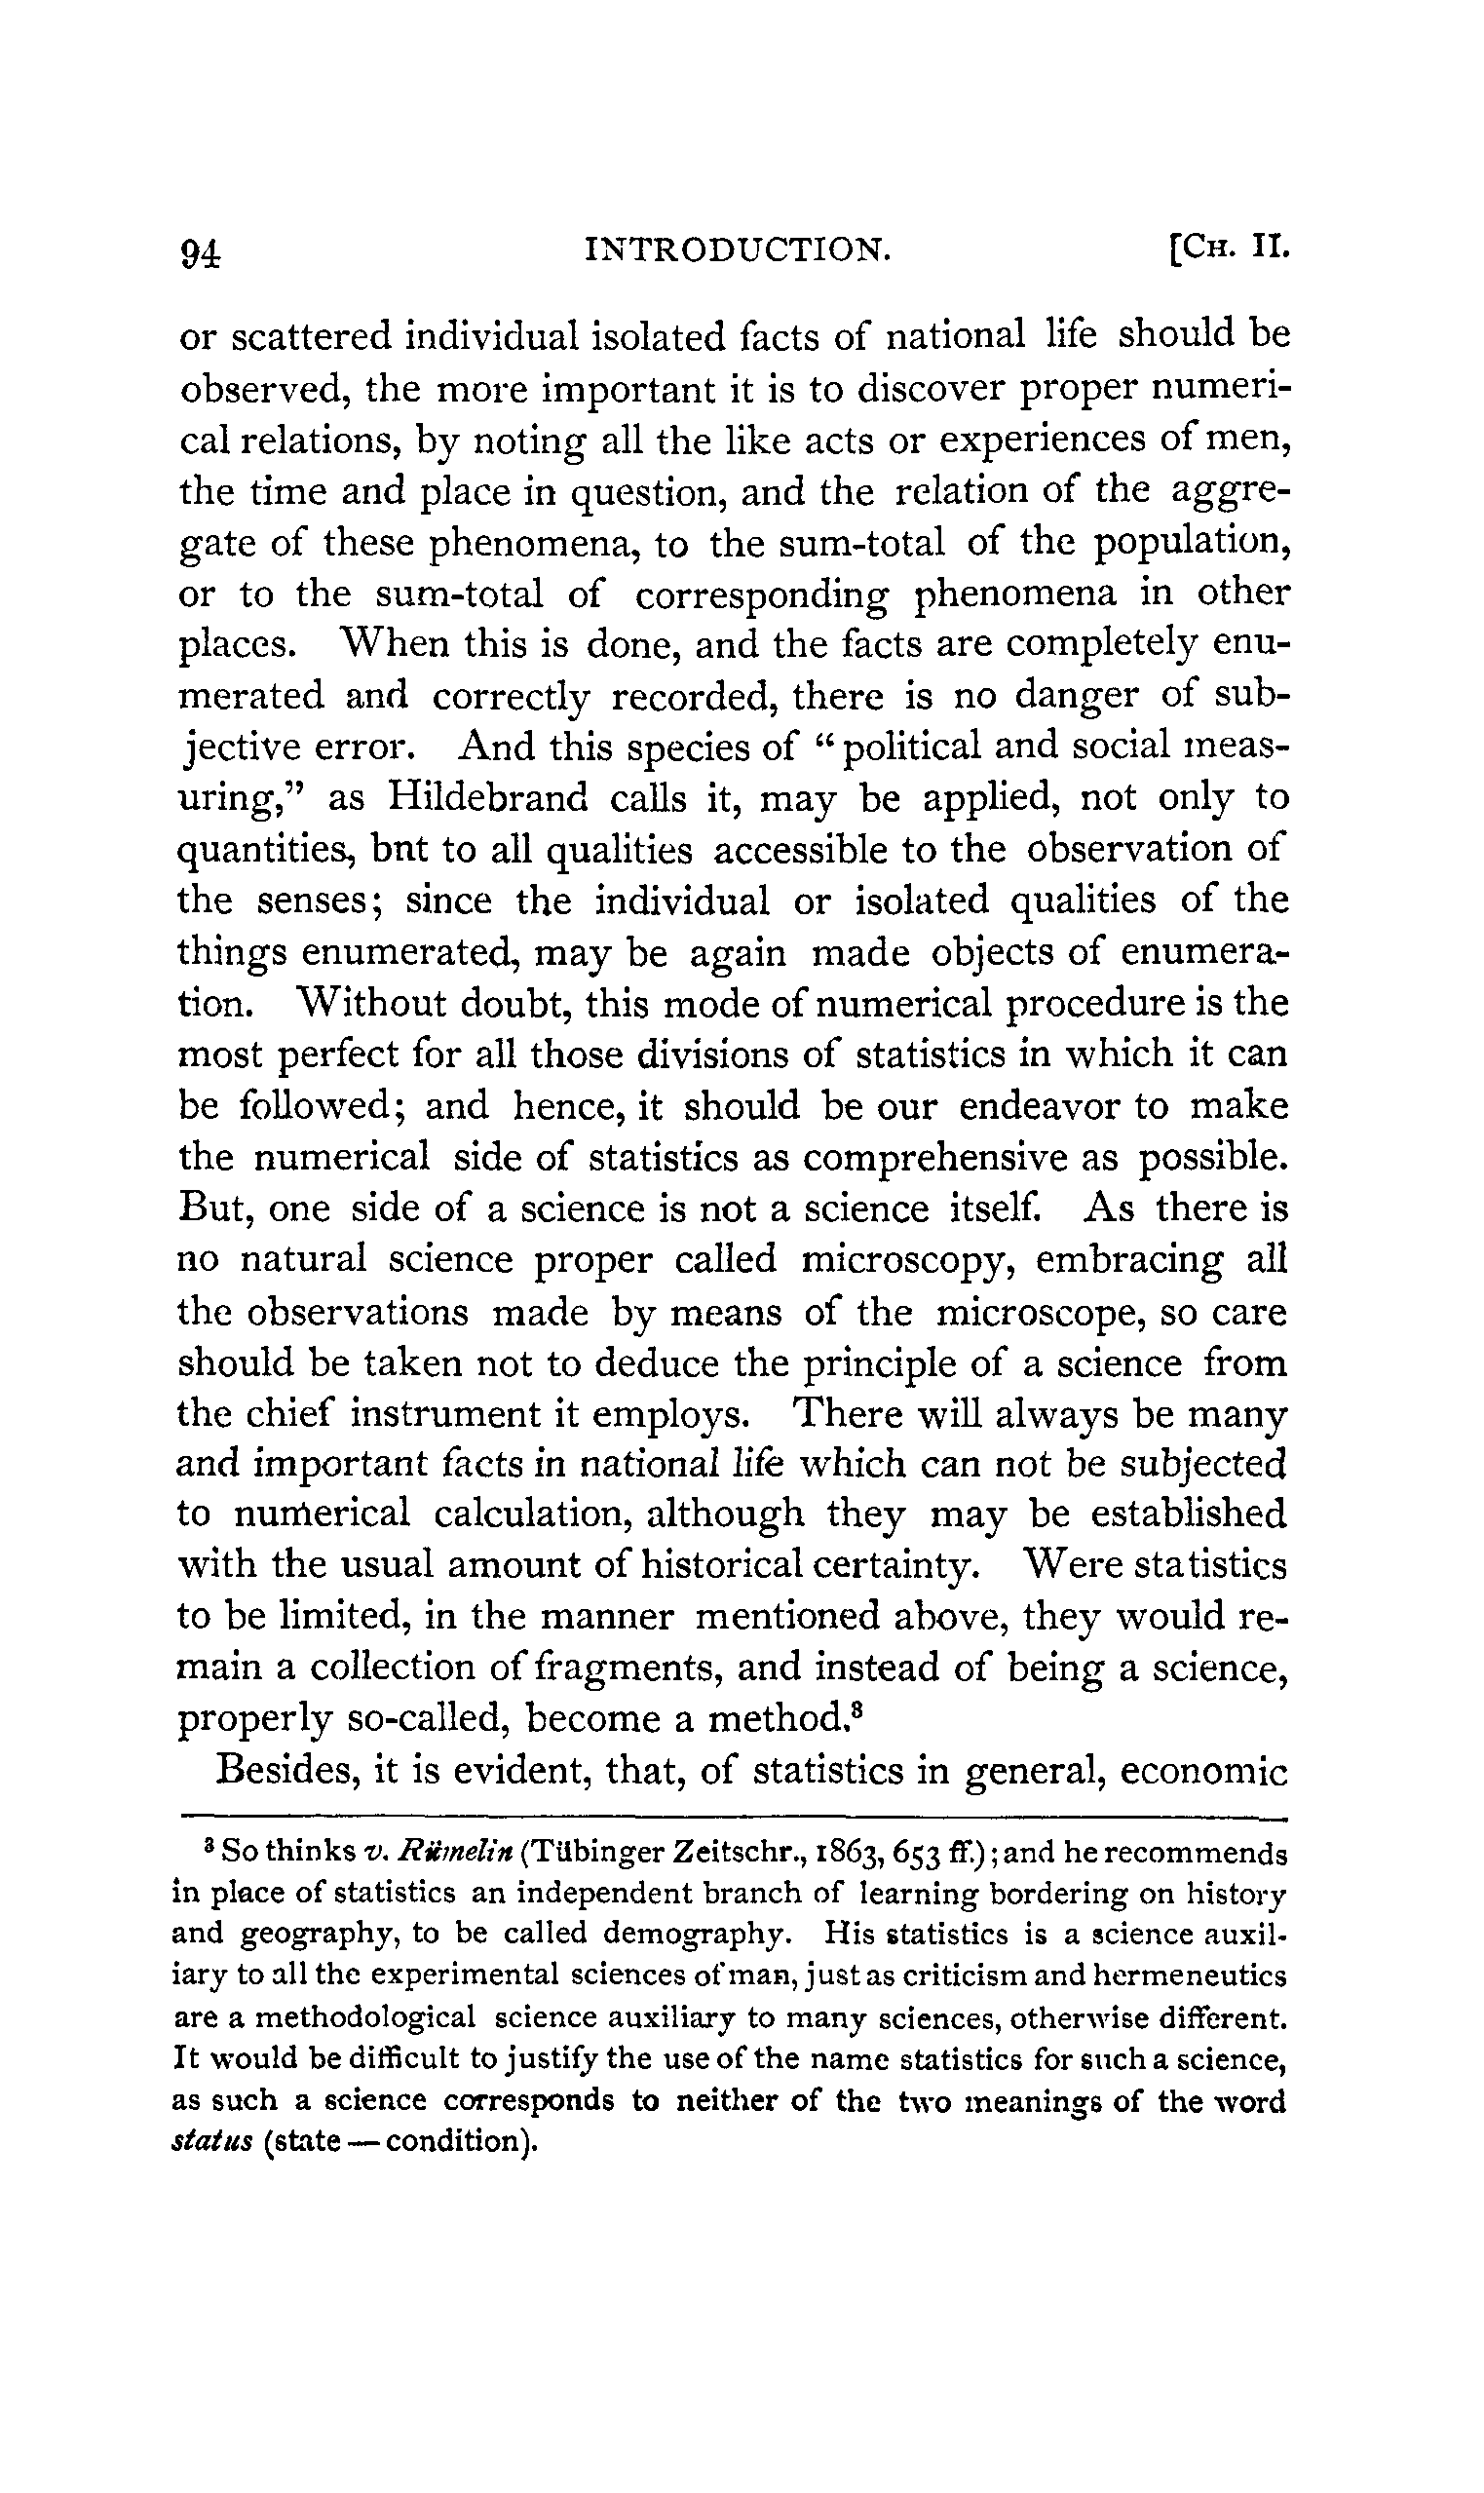 94 INTRODUCTION. [CH. II.
or scattered individual isolated facts of national life should be
observed, the more important it is to discover proper numeri-
cal relations, by noting all the like acts or experiences of men,
the time and place in question, and the relation of the aggre-
gate of these phenomena, to the sum-total of the population,
or to the sum-total of corresponding phenomena in other
places. When this is done, and the facts are completely enu-
merated and correctly recorded, there is no danger of sub-
jective error. And this species of “political and social meas-
uring,” as Hildebrand calls it, may be applied, not only to
quantities, bnt to all qualities accessible to the observation of
the senses; since the individual or isolated qualities of the
things enumerated, may be again made objects of enumera-
tion. Without doubt, this mode of numerical procedure is the
most perfect for all those divisions of statistics in which it can
be followed; and hence, it should be our endeavor to make
the numerical side of statistics as comprehensive as possible.
But, one side of a science is not a science itself. As there is
no natural science proper called microscopy, embracing all
the observations made by means of the microscope, so care
should be taken not to deduce the principle of a science from
the chief instrument it employs. There will always be many
and important facts in national life which can not be subjected
to numerical calculation, although they may be established
with the usual amount of historical certainty. Were statistics
to be limited, in the manner mentioned above, they would re-
main a collection of fragments, and instead of being a science,
properly so-called, become a method.³
Besides, it is evident, that, of statistics in general, economic
³ So thinks v. Rümelin (Tübinger Zeitschr., 1863, 653 ff.); and he recommends
in place of statistics an independent branch of learning bordering on history
and geography, to be called demography. His statistics is a science auxil-
iary to all the experimental sciences of man, just as criticism and hermeneutics
are a methodological science auxiliary to many sciences, otherwise different.
It would be difficult to justify the use of the name statistics for such a science,
as such a science corresponds to neither of the two meanings of the word
status (state — condition).